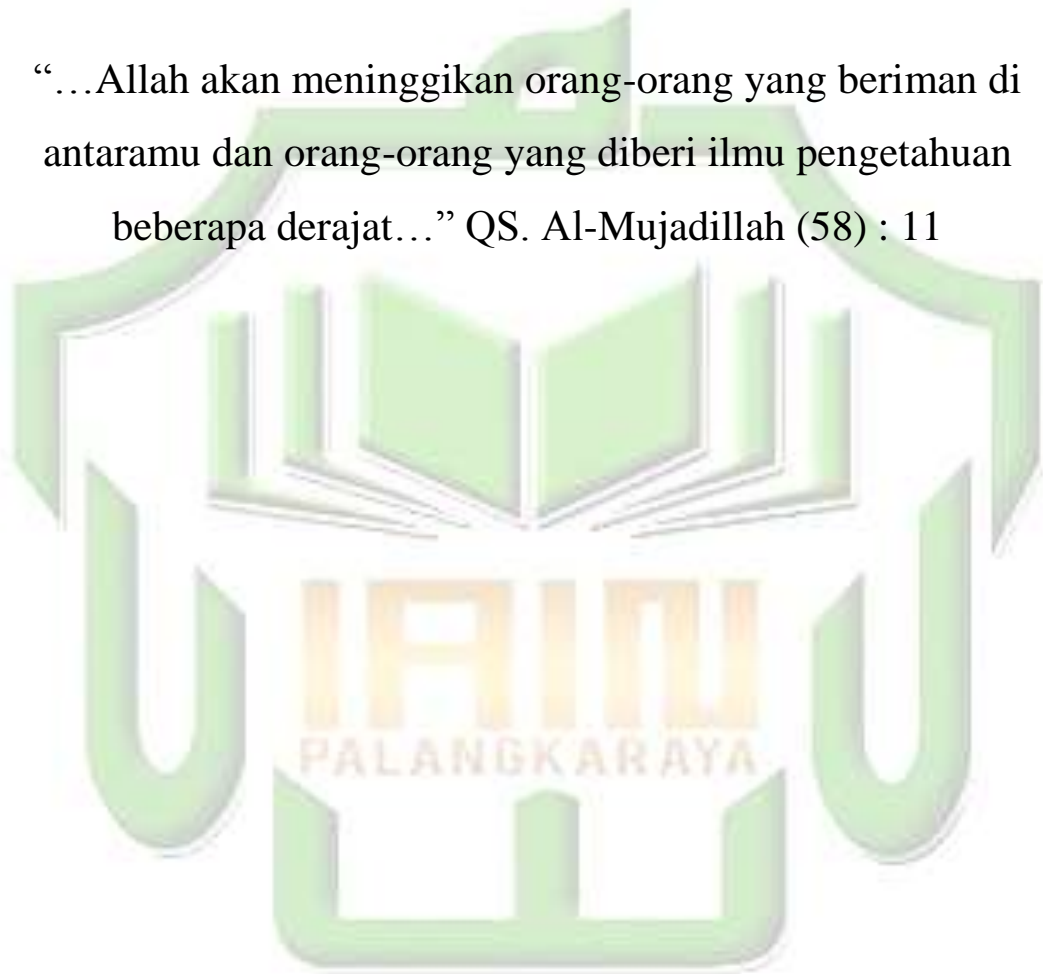 “…Allah akan meninggikan orang-orang yang beriman di
antaramu dan orang-orang yang diberi ilmu pengetahuan
beberapa derajat…” QS. Al-Mujadillah (58) : 11
IAIN
PALANGKARAYA